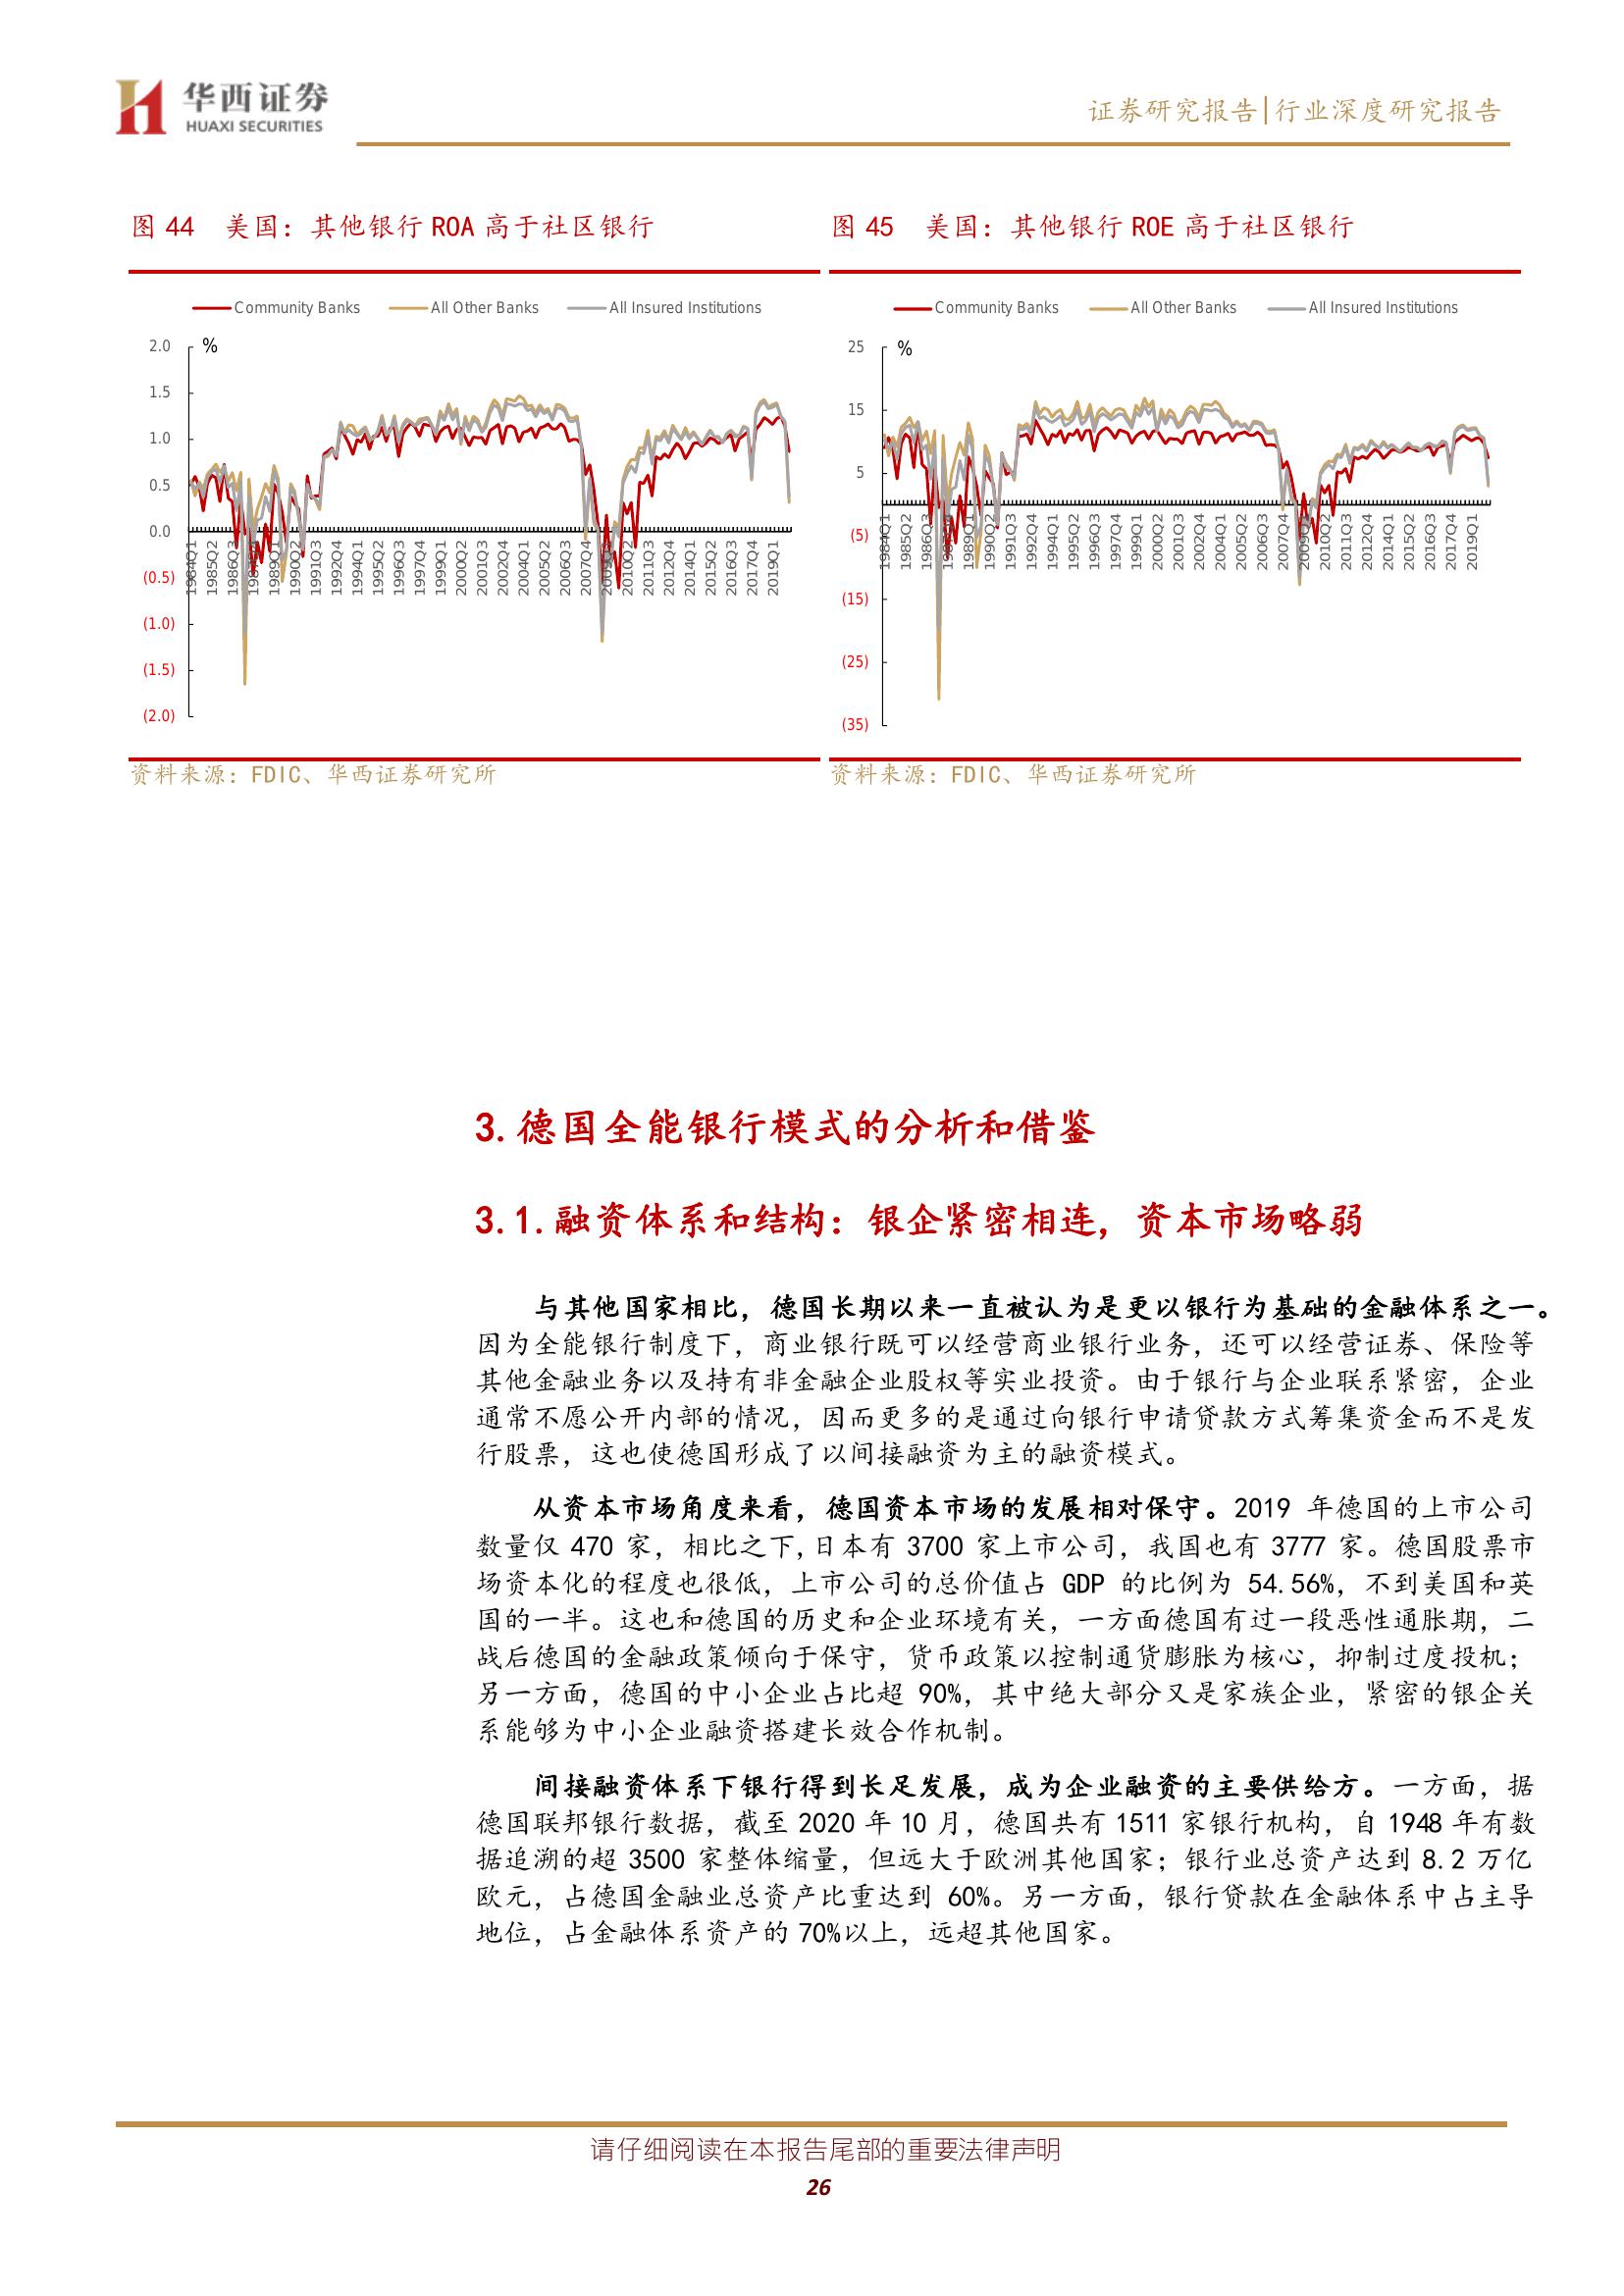 华西证券
HUAXI SECURITIES
证券研究报告|行业深度研究报告
图 44 美国：其他银行 ROA 高于社区银行
Community Banks All Other Banks All Insured Institutions
%
2.0
1.5
1.0
0.5
0.0
(0.5)
(1.0)
(1.5)
(2.0)
1984Q1 1985Q2 1986Q3 1989Q1 1990Q2 1991Q3 1992Q4 1994Q1 1995Q2 1996Q3 1997Q4 1999Q1 2000Q2 2001Q3 2002Q4 2004Q1 2005Q2 2006Q3 2007Q4 2010Q2 2011Q3 2012Q4 2014Q1 2015Q2 2016Q3 2017Q4 2019Q1
资料来源：FDIC、华西证券研究所
图 45 美国：其他银行 ROE 高于社区银行
Community Banks All Other Banks All Insured Institutions
%
25
15
5
(5)
(15)
(25)
(35)
1984Q1 1985Q2 1986Q3 1989Q1 1990Q2 1991Q3 1992Q4 1994Q1 1995Q2 1996Q3 1997Q4 1999Q1 2000Q2 2001Q3 2002Q4 2004Q1 2005Q2 2006Q3 2007Q4 2009Q1 2010Q2 2011Q3 2012Q4 2014Q1 2015Q2 2016Q3 2017Q4 2019Q1
资料来源：FDIC、华西证券研究所
3.德国全能银行模式的分析和借鉴
3.1.融资体系和结构：银企紧密相连，资本市场略弱
与其他国家相比，德国长期以来一直被认为是更以银行为基础的金融体系之一。
因为全能银行制度下，商业银行既可以经营商业银行业务，还可以经营证券、保险等
其他金融业务以及持有非金融企业股权等实业投资。由于银行与企业联系紧密，企业
通常不愿公开内部的情况，因而更多的是通过向银行申请贷款方式筹集资金而不是发
行股票，这也使德国形成了以间接融资为主的融资模式。
从资本市场角度来看，德国资本市场的发展相对保守。2019 年德国的上市公司
数量仅 470 家，相比之下,日本有 3700 家上市公司，我国也有 3777 家。德国股票市
场资本化的程度也很低，上市公司的总价值占 GDP 的比例为 54.56%，不到美国和英
国的一半。这也和德国的历史和企业环境有关，一方面德国有过一段恶性通胀期，二
战后德国的金融政策倾向于保守，货币政策以控制通货膨胀为核心，抑制过度投机；
另一方面，德国的中小企业占比超 90%，其中绝大部分又是家族企业，紧密的银企关
系能够为中小企业融资搭建长效合作机制。
间接融资体系下银行得到长足发展，成为企业融资的主要供给方。一方面，据
德国联邦银行数据，截至 2020 年 10 月，德国共有 1511 家银行机构，自 1948 年有数
据追溯的超 3500 家整体缩量，但远大于欧洲其他国家；银行业总资产达到 8.2 万亿
欧元，占德国金融业总资产比重达到 60%。另一方面，银行贷款在金融体系中占主导
地位，占金融体系资产的 70%以上，远超其他国家。
请仔细阅读在本报告尾部的重要法律声明
26